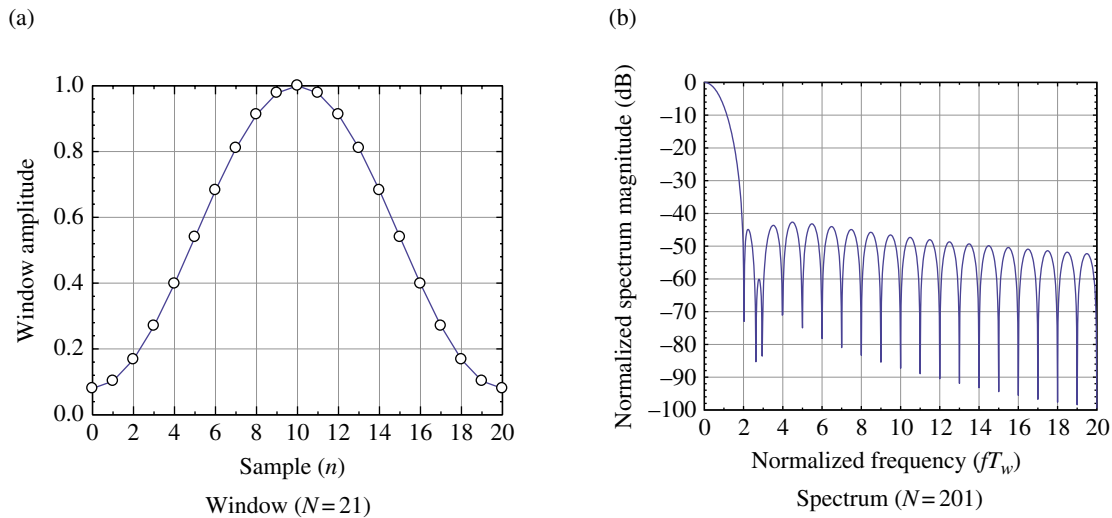 (a)
Window amplitude
1.0
0.8
0.6
0.4
0.2
0.0
0 2 4 6 8 10 12 14 16 18 20
Sample (n)
Window (N=21)
(b)
Normalized spectrum magnitude (dB)
0
−10
−20
−30
−40
−50
−60
−70
−80
−90
−100
0 2 4 6 8 10 12 14 16 18 20
Normalized frequency (fT_w)
Spectrum (N=201)